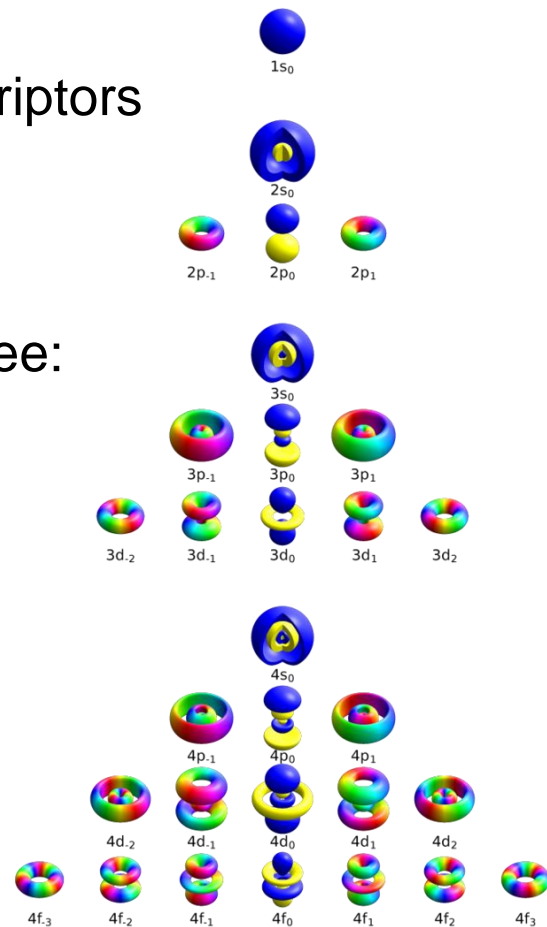 1s₀
riptors
2s₀
2p₋₁ 2p₀ 2p₁
ee:
3s₀
3p₋₁ 3p₀ 3p₁
3d₋₂ 3d₋₁ 3d₀ 3d₁ 3d₂
4s₀
4p₋₁ 4p₀ 4p₁
4d₋₂ 4d₋₁ 4d₀ 4d₁ 4d₂
4f₋₃ 4f₋₂ 4f₋₁ 4f₀ 4f₁ 4f₂ 4f₃